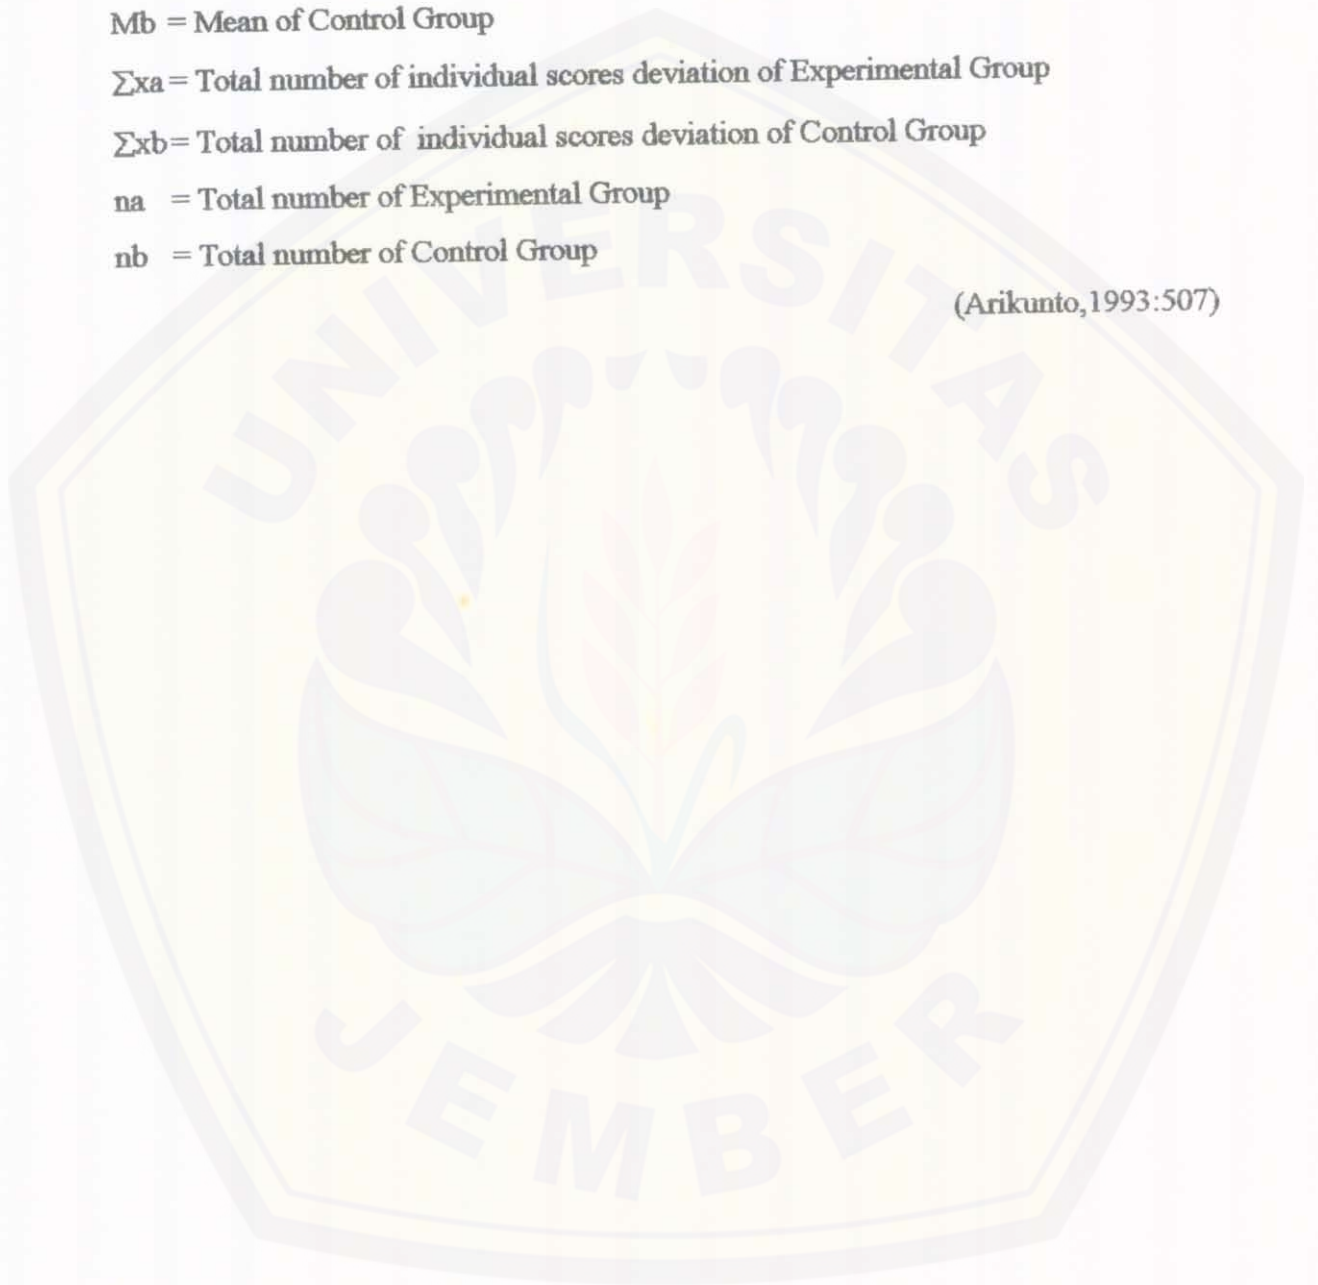 Mb = Mean of Control Group
∑xa = Total number of individual scores deviation of Experimental Group
∑xb = Total number of individual scores deviation of Control Group
na = Total number of Experimental Group
nb = Total number of Control Group
(Arikunto,1993:507)
UNIVERSITAS
JEMBER